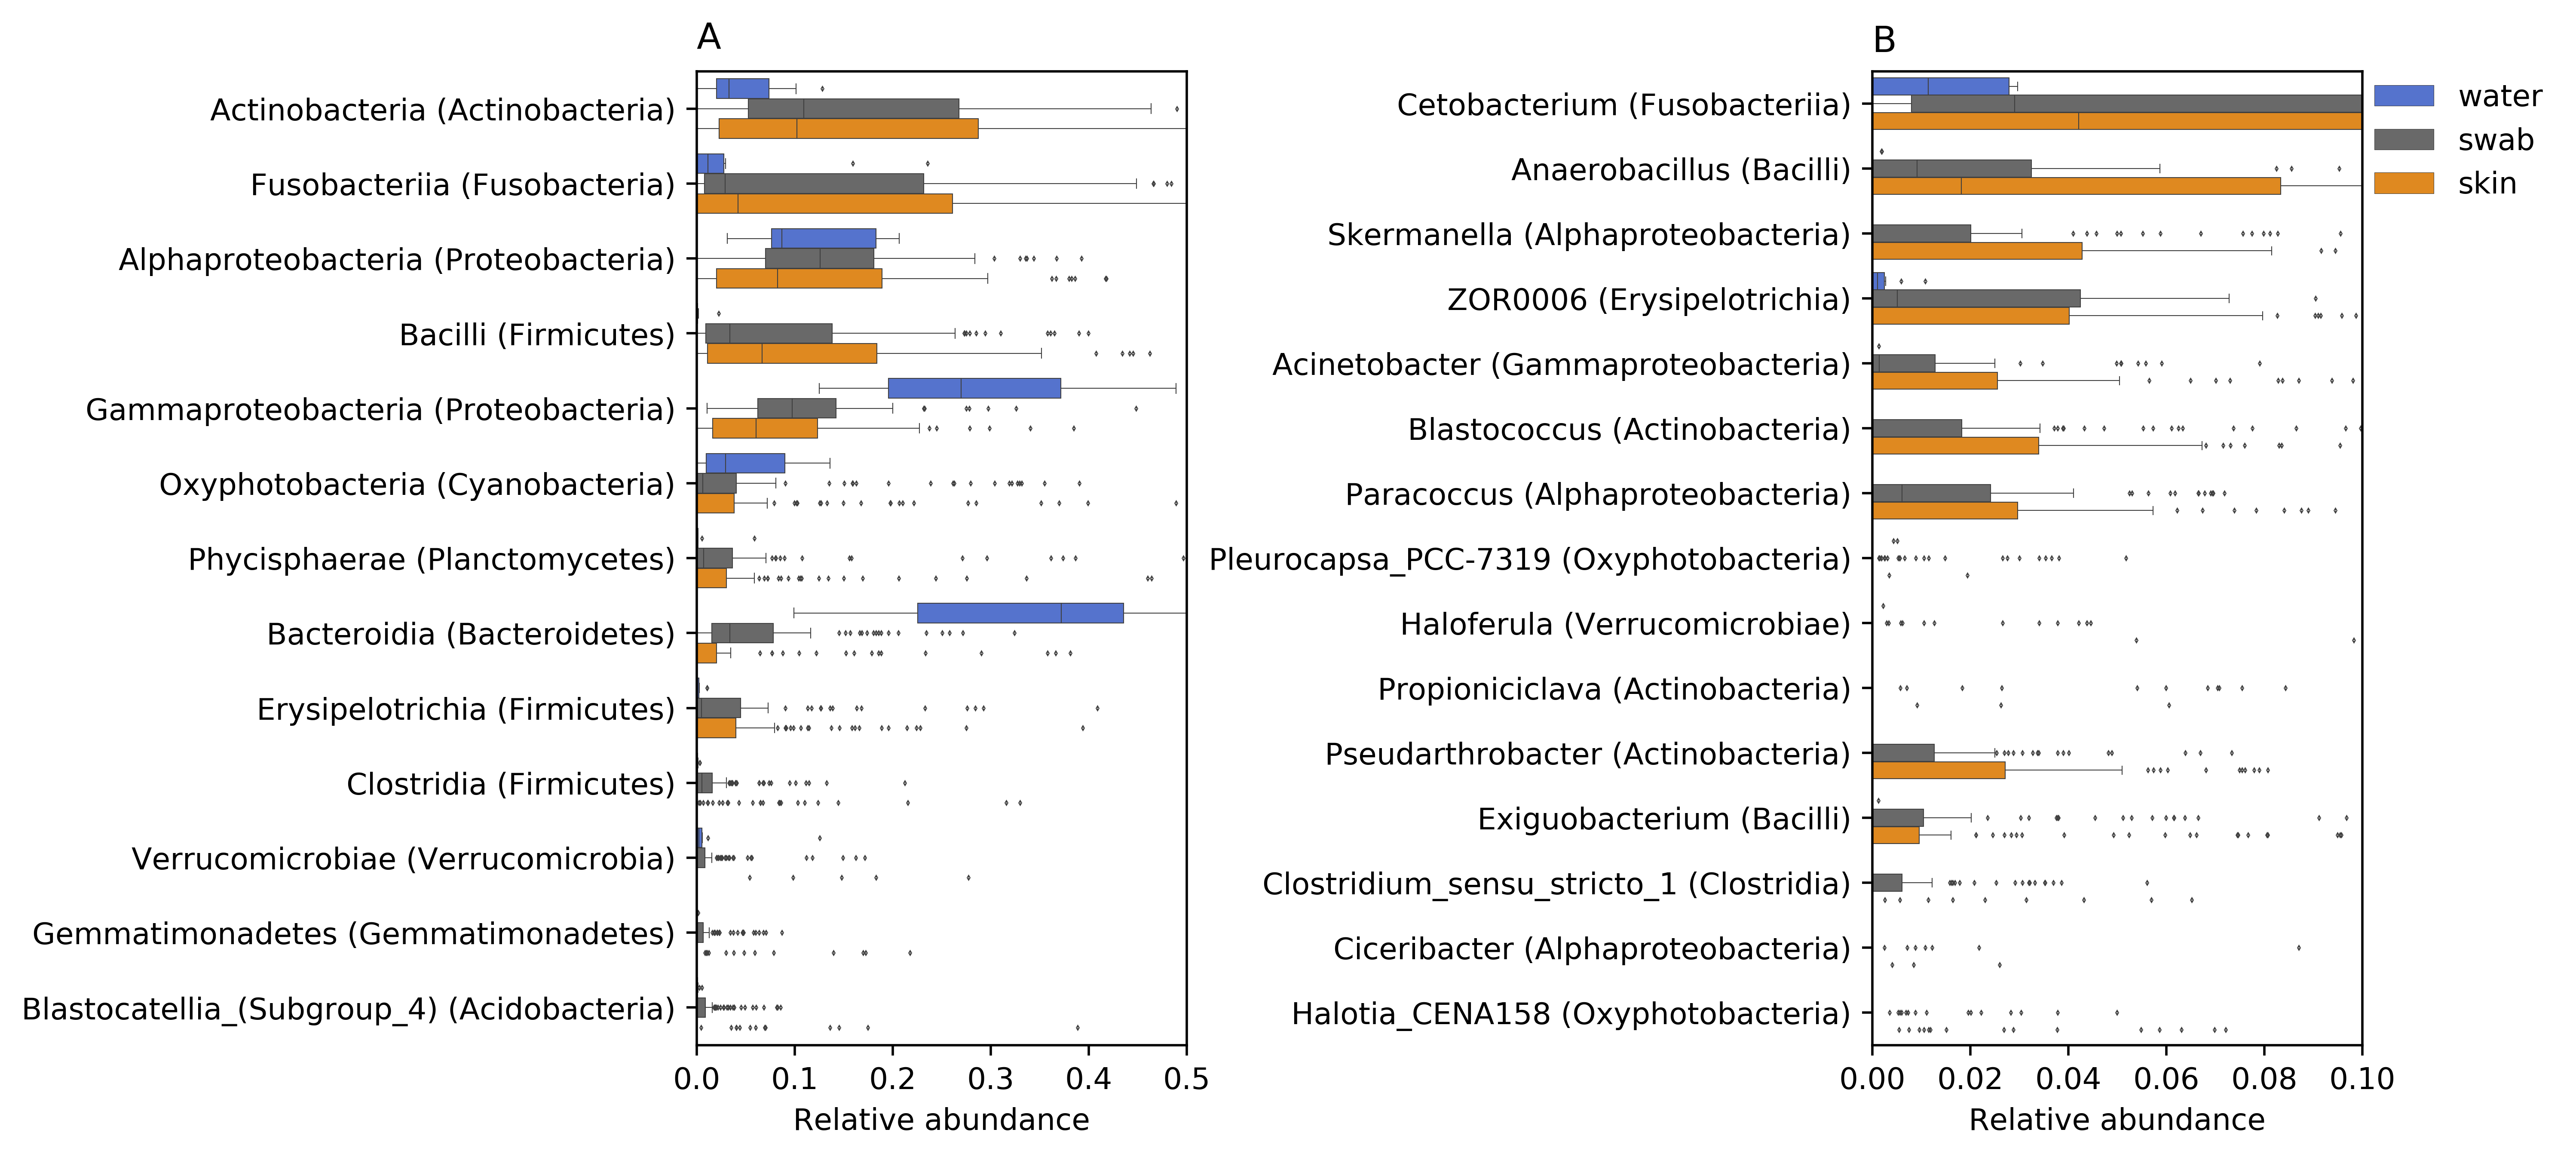 A
Actinobacteria (Actinobacteria)
Fusobacteriia (Fusobacteria)
Alphaproteobacteria (Proteobacteria)
Bacilli (Firmicutes)
Gammaproteobacteria (Proteobacteria)
Oxyphotobacteria (Cyanobacteria)
Phycisphaerae (Planctomycetes)
Bacteroidia (Bacteroidetes)
Erysipelotrichia (Firmicutes)
Clostridia (Firmicutes)
Verrucomicrobiae (Verrucomicrobia)
Gemmatimonadetes (Gemmatimonadetes)
Blastocatellia_(Subgroup_4) (Acidobacteria)
0.0 0.1 0.2 0.3 0.4 0.5
Relative abundance
B
Cetobacterium (Fusobacteriia)
Anaerobacillus (Bacilli)
Skermanella (Alphaproteobacteria)
ZOR0006 (Erysipelotrichia)
Acinetobacter (Gammaproteobacteria)
Blastococcus (Actinobacteria)
Paracoccus (Alphaproteobacteria)
Pleurocapsa_PCC-7319 (Oxyphotobacteria)
Haloferula (Verrucomicrobiae)
Propioniciclava (Actinobacteria)
Pseudarthrobacter (Actinobacteria)
Exiguobacterium (Bacilli)
Clostridium_sensu_stricto_1 (Clostridia)
Ciceribacter (Alphaproteobacteria)
Halotia_CENA158 (Oxyphotobacteria)
0.00 0.02 0.04 0.06 0.08 0.10
Relative abundance
water
swab
skin